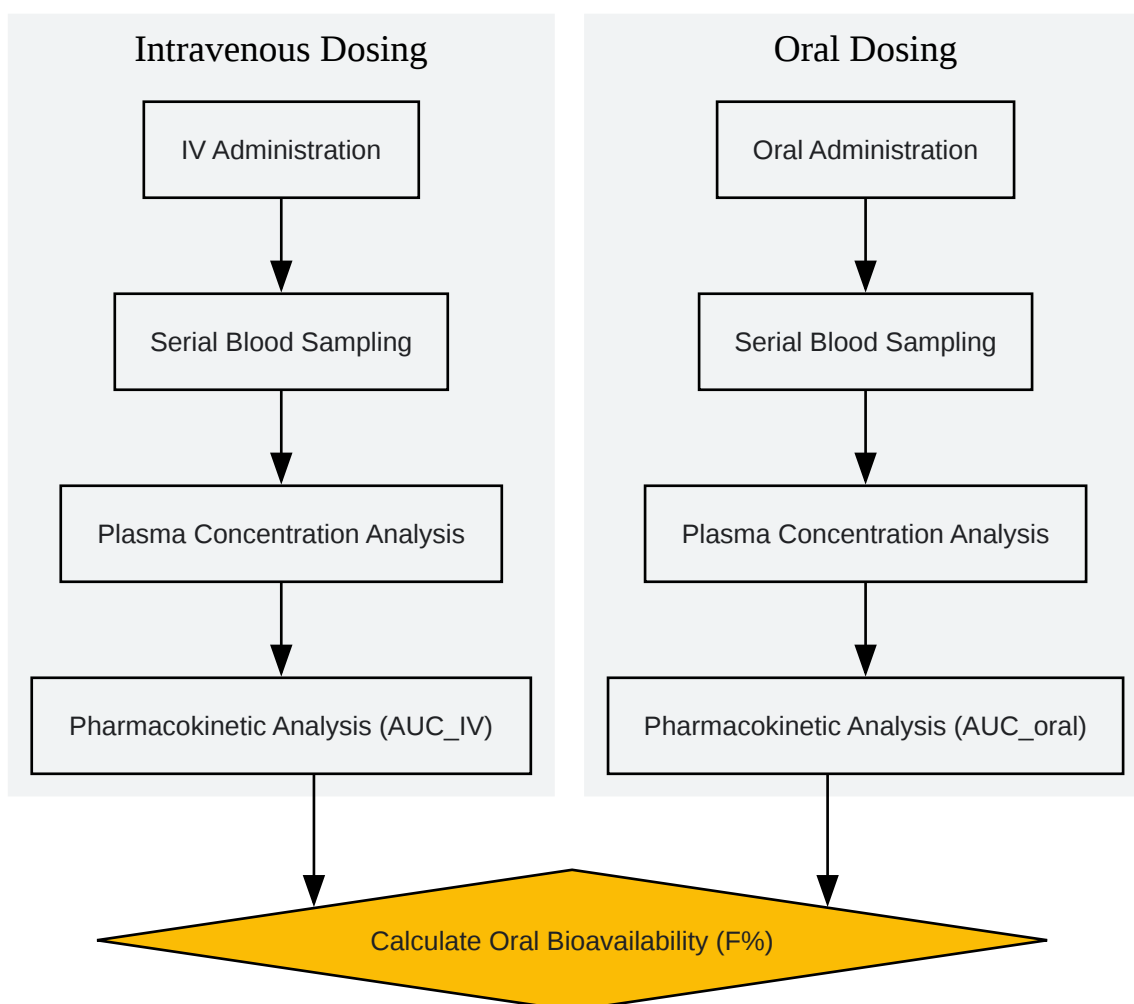 Intravenous Dosing
IV Administration
Serial Blood Sampling
Plasma Concentration Analysis
Pharmacokinetic Analysis (AUC_IV)
Oral Dosing
Oral Administration
Serial Blood Sampling
Plasma Concentration Analysis
Pharmacokinetic Analysis (AUC_oral)
Calculate Oral Bioavailability (F%)